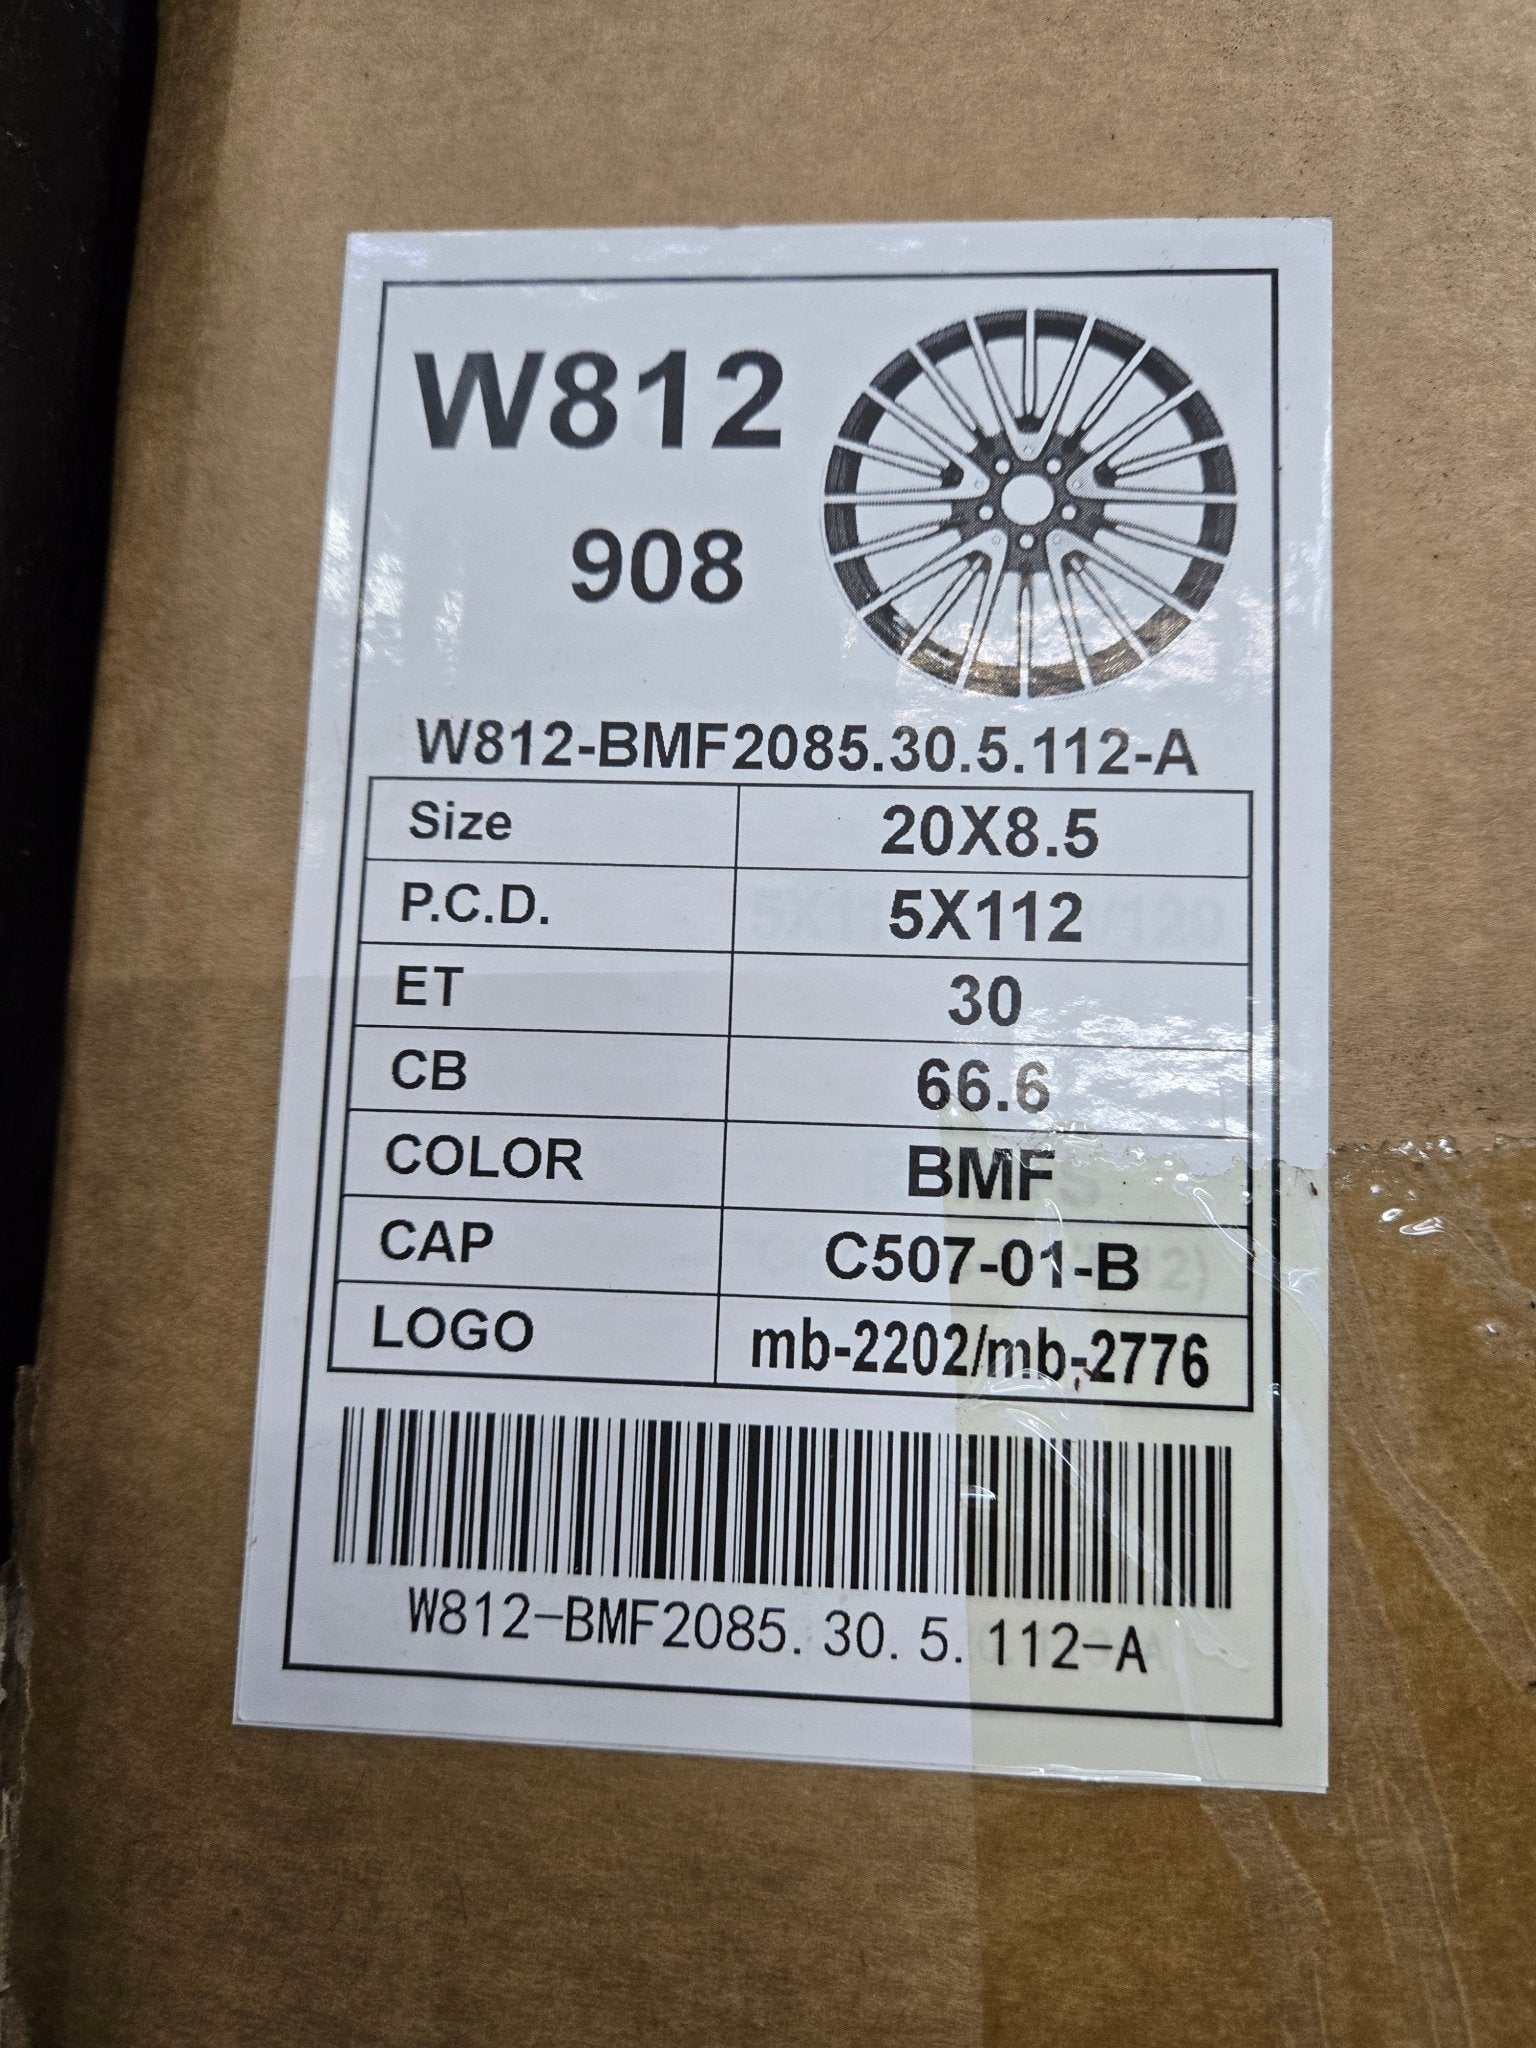 W812
908
W812-BMF2085.30.5.112-A
Size 20X8.5
P.C.D. 5X112
ET 30
CB 66.6
COLOR BMF
CAP C507-01-B
LOGO mb-2202/mb-2776
W812-BMF2085.30.5.112-A